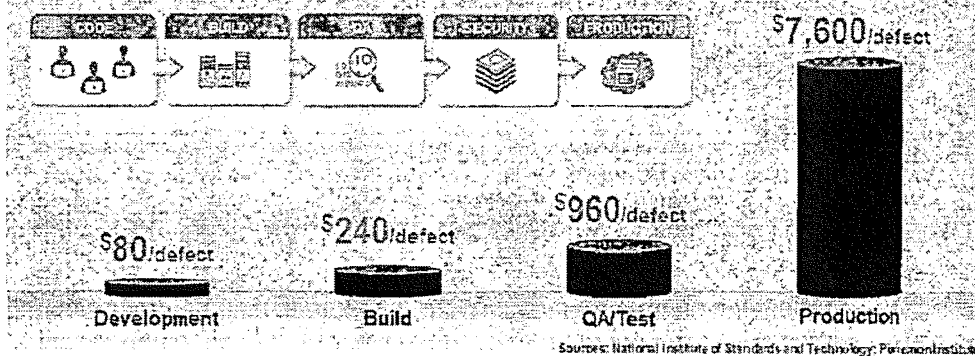 CODE BUILD QA SECURITY PRODUCTION
$7,600/defect
$960/defect
$240/defect
$80/defect
Development Build QA/Test Production
Sources: National Institute of Standards and Technology; Ponemon Institute